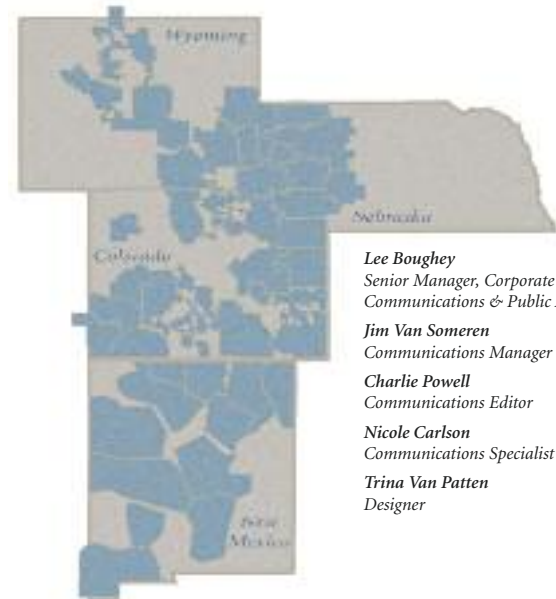 Wyoming
Nebraska
Colorado
New
Mexico
Lee Boughey
Senior Manager, Corporate
Communications & Public
Jim Van Someren
Communications Manager
Charlie Powell
Communications Editor
Nicole Carlson
Communications Specialist
Trina Van Patten
Designer